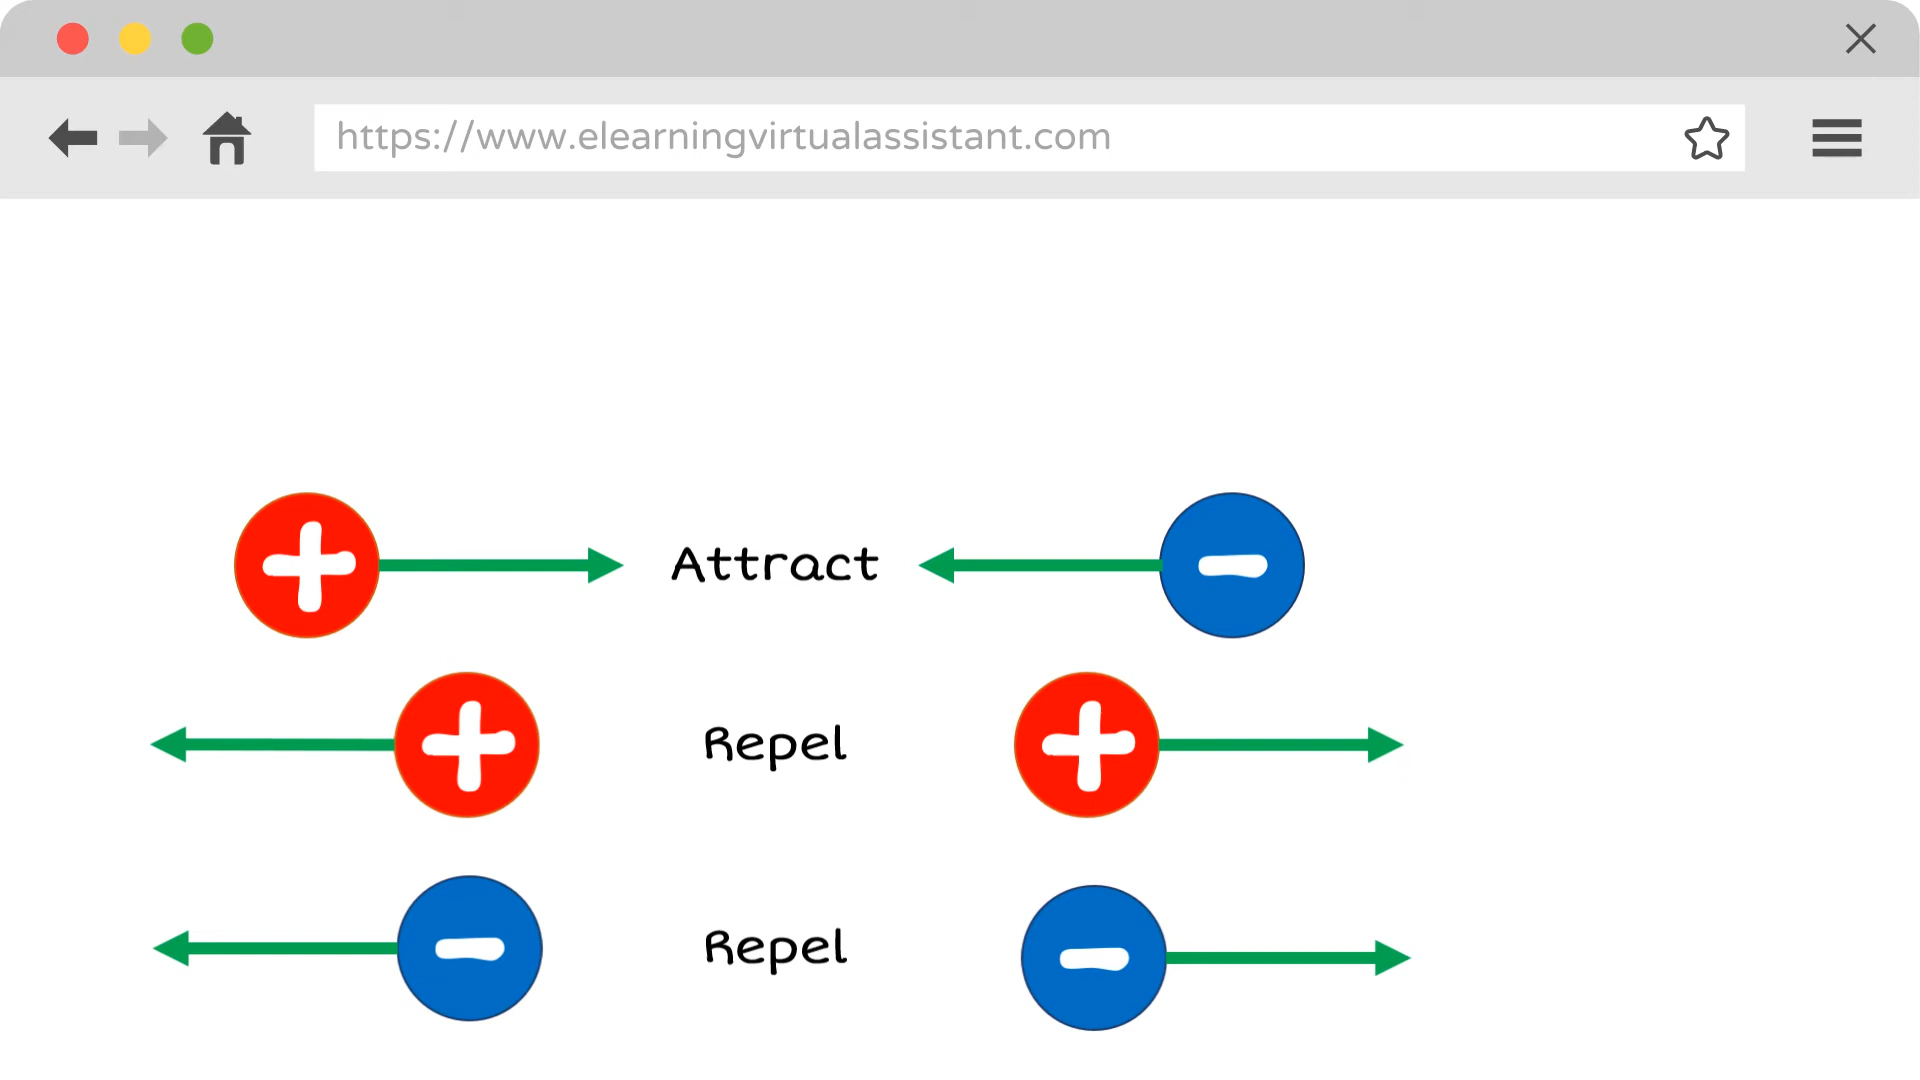 https://www.elearningvirtualassistant.com
+ Attract -
+ Repel +
- Repel -